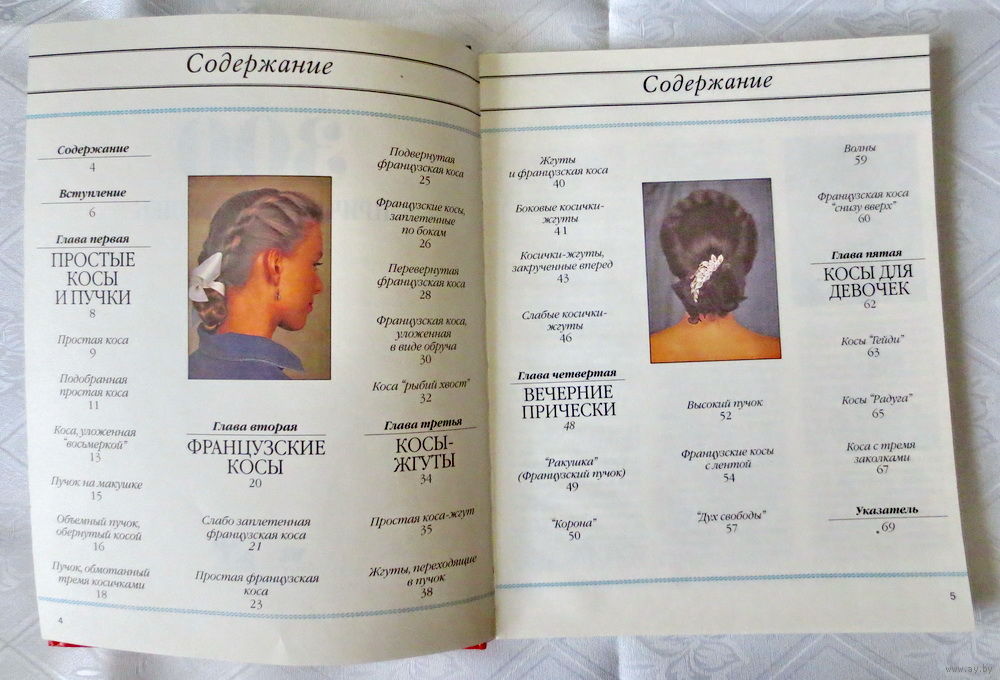 Содержание
Содержание
4
Вступление
6
Глава первая
ПРОСТЫЕ
КОСЫ
И ПУЧКИ
8
Простая коса
9
Подобранная
простая коса
11
Коса, уложенная
"восьмеркой"
13
Пучок на макушке
15
Объемный пучок,
обернутый косой
16
Пучок, обмотанный
тремя косичками
18
Глава вторая
ФРАНЦУЗСКИЕ
КОСЫ
20
Слабо заплетенная
французская коса
21
Простая французская
коса
23
Подвернутая
французская коса
25
Французские косы,
заплетенные
по бокам
26
Перевернутая
французская коса
28
Французская коса,
уложенная
в виде обруча
30
Коса "рыбий хвост"
32
Глава третья
КОСЫ-
ЖГУТЫ
34
Простая коса-жгут
35
Жгуты, переходящие
в пучок
38
4
Содержание
Жгуты
и французская коса
40
Боковые косички-
жгуты
41
Косички-жгуты,
закрученные вперед
43
Слабые косички-
жгуты
46
Глава четвертая
ВЕЧЕРНИЕ
ПРИЧЕСКИ
48
"Ракушка"
(Французский пучок)
49
"Корона"
50
Высокий пучок
52
Французские косы
с лентой
54
"Дух свободы"
57
Волны
59
Французская коса
"снизу вверх"
60
Глава пятая
КОСЫ ДЛЯ
ДЕВОЧЕК
62
Косы "Гейди"
63
Косы "Радуга"
65
Коса с тремя
заколками
67
Указатель
69
5
www.ay.by